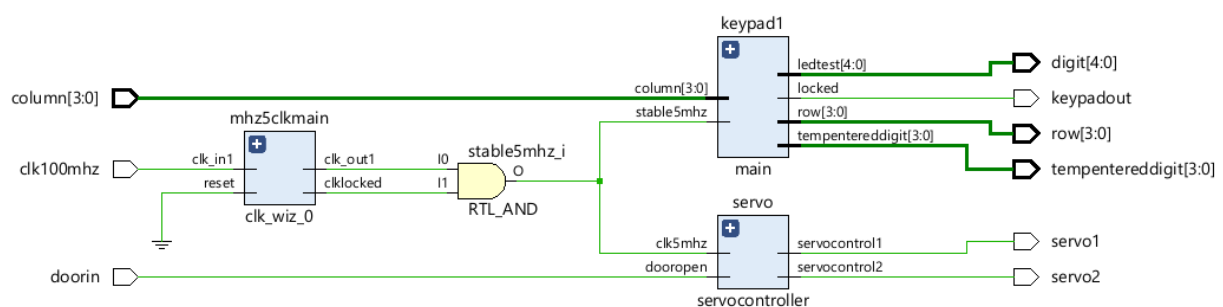 keypad1
ledtest[4:0]
digit[4:0]
column[3:0]
column[3:0]
locked
keypadout
mhz5clkmain
stable5mhz
row[3:0]
row[3:0]
stable5mhz_i
tempentereddigit[3:0]
clk100mhz
clk_in1
clk_out1
I0
O
main
tempentereddigit[3:0]
reset
clklocked
I1
RTL_AND
clk_wiz_0
servo
clk5mhz
servocontrol1
servo1
doorin
dooropen
servocontrol2
servo2
servocontroller